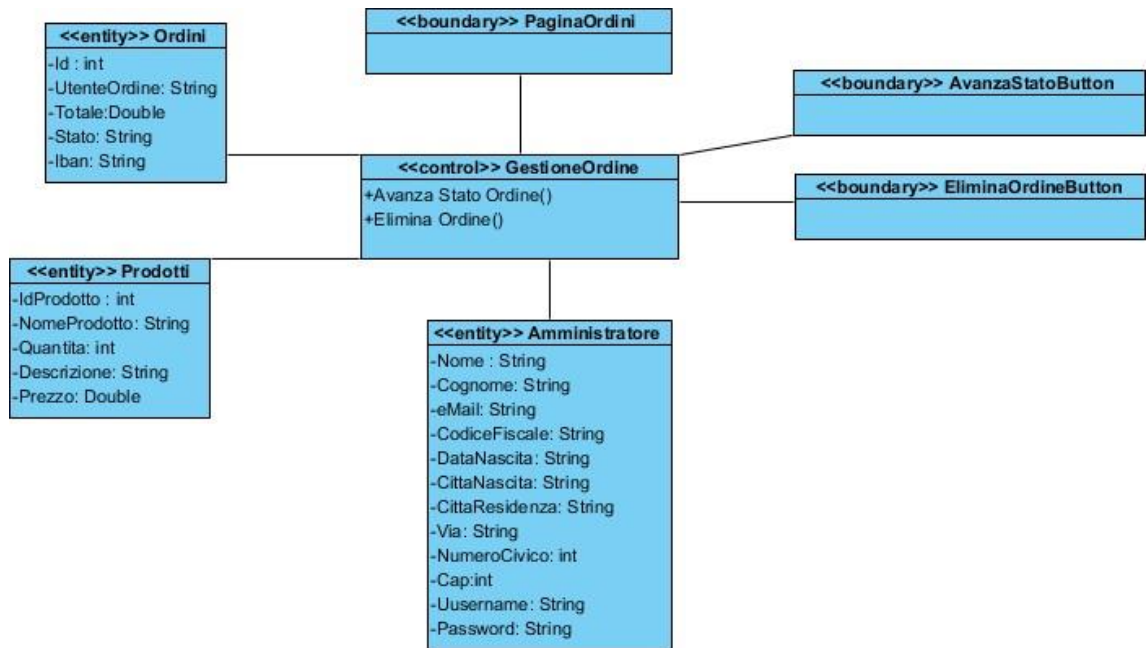 <<entity>> Ordini
-Id : int
-UtenteOrdine: String
-Totale:Double
-Stato: String
-Iban: String
<<boundary>> PaginaOrdini
<<boundary>> AvanzaStatoButton
<<control>> GestioneOrdine
+Avanza Stato Ordine()
+Elimina Ordine()
<<boundary>> EliminaOrdineButton
<<entity>> Prodotti
-IdProdotto : int
-NomeProdotto: String
-Quantita: int
-Descrizione: String
-Prezzo: Double
<<entity>> Amministratore
-Nome : String
-Cognome: String
-eMail: String
-CodiceFiscale: String
-DataNascita: String
-CittaNascita: String
-CittaResidenza: String
-Via: String
-NumeroCivico: int
-Cap:int
-Uusername: String
-Password: String